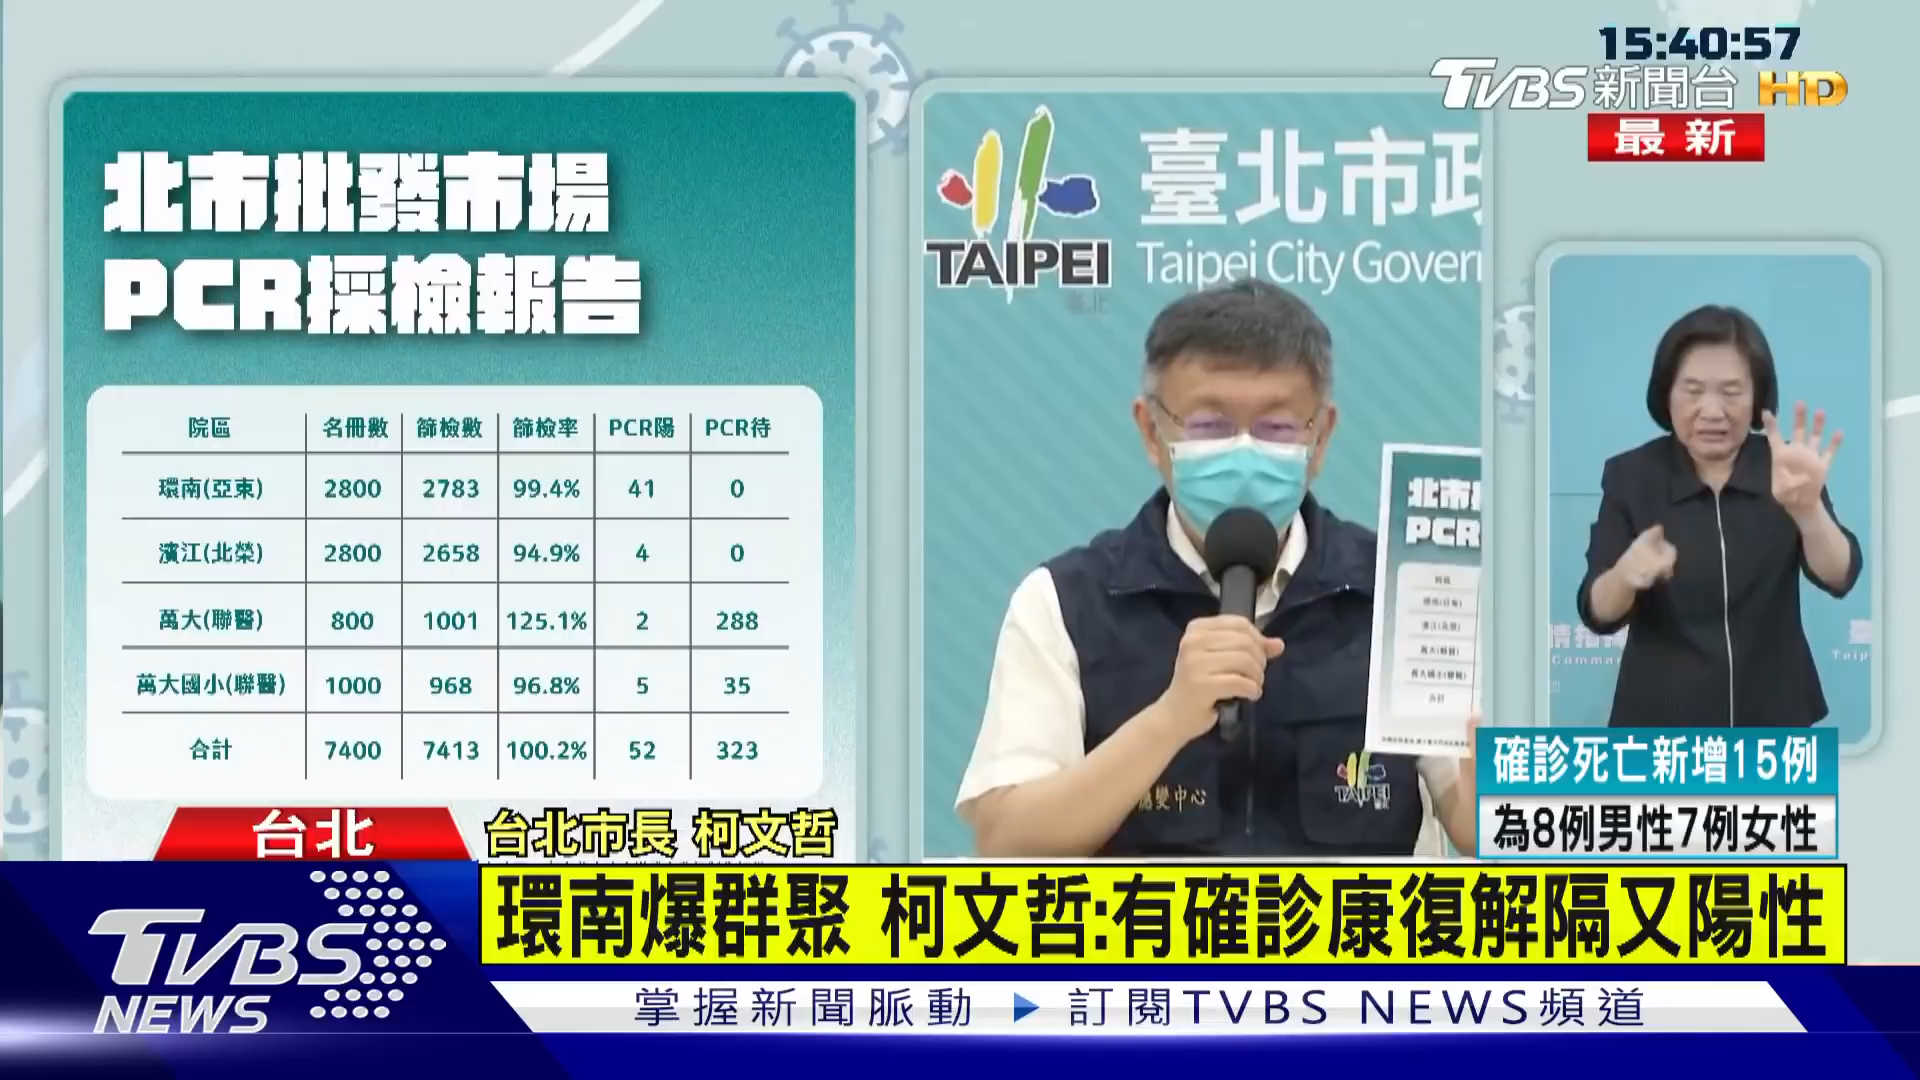 15:40:57
TVBS新聞台 HD
最新
北市批發市場
PCR採檢報告
院區 名冊數 篩檢數 篩檢率 PCR陽 PCR待
環南(亞東) 2800 2783 99.4% 41 0
濱江(北榮) 2800 2658 94.9% 4 0
萬大(聯醫) 800 1001 125.1% 2 288
萬大國小(聯醫) 1000 968 96.8% 5 35
合計 7400 7413 100.2% 52 323
臺北市政
TAIPEI
臺北
Taipei City Govern
北市
PCR
應變中心
TAIPEI
Comma
Taip
確診死亡新增15例
為8例男性7例女性
台北
台北市長 柯文哲
環南爆群聚 柯文哲:有確診康復解隔又陽性
TVBS
NEWS
掌握新聞脈動 ▶ 訂閱TVBS NEWS頻道